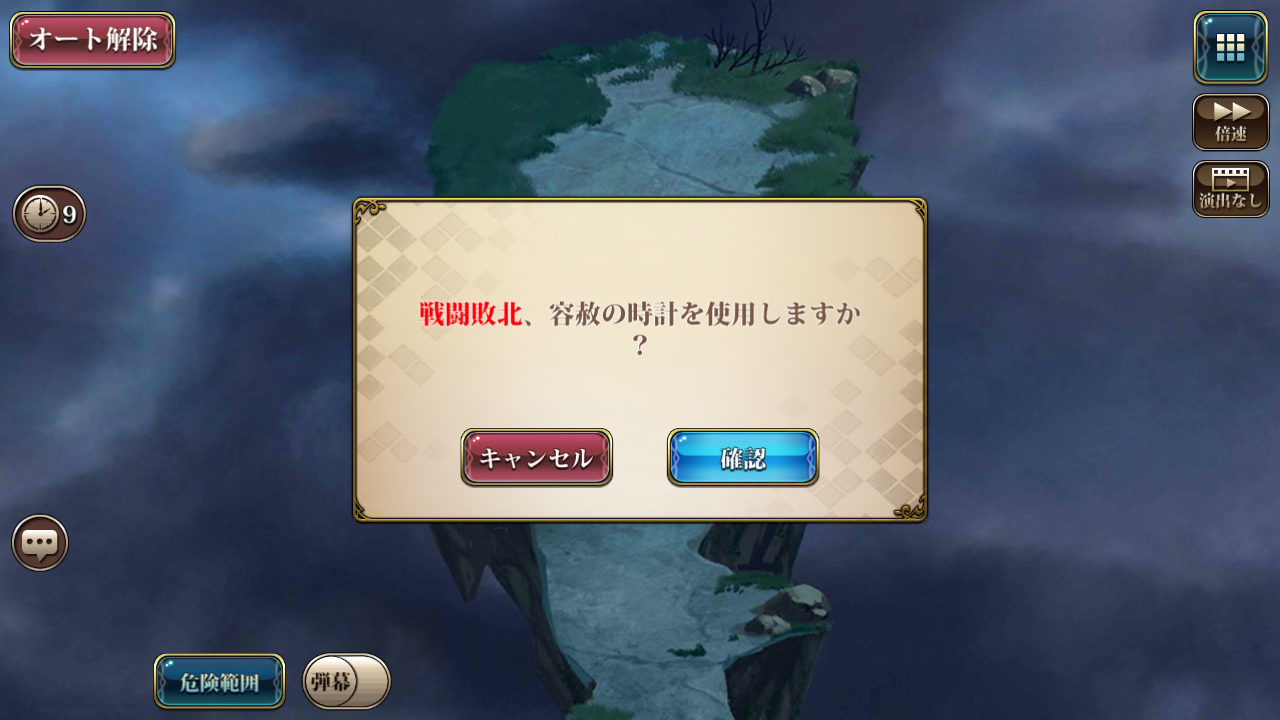 オート解除
倍速
演出なし
9
戦闘敗北、容赦の時計を使用しますか
?
キャンセル
確認
危険範囲
弾幕